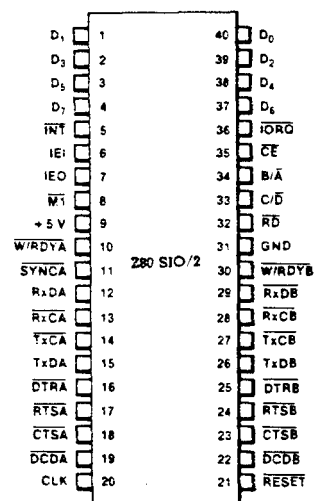 D1 1 40 D0
D3 2 39 D2
D5 3 38 D4
D7 4 37 D6
INT 5 36 IORQ
IEI 6 35 CE
IEO 7 34 B/A
M1 8 33 C/D
+5 V 9 32 RD
W/RDYA 10 31 GND
SYNCA 11 Z80 SIO/2 30 W/RDYB
RxDA 12 29 RxDB
RxCA 13 28 RxCB
TxCA 14 27 TxCB
TxDA 15 26 TxDB
DTRA 16 25 DTRB
RTSA 17 24 RTSB
CTSA 18 23 CTSB
DCDA 19 22 DCDB
CLK 20 21 RESET